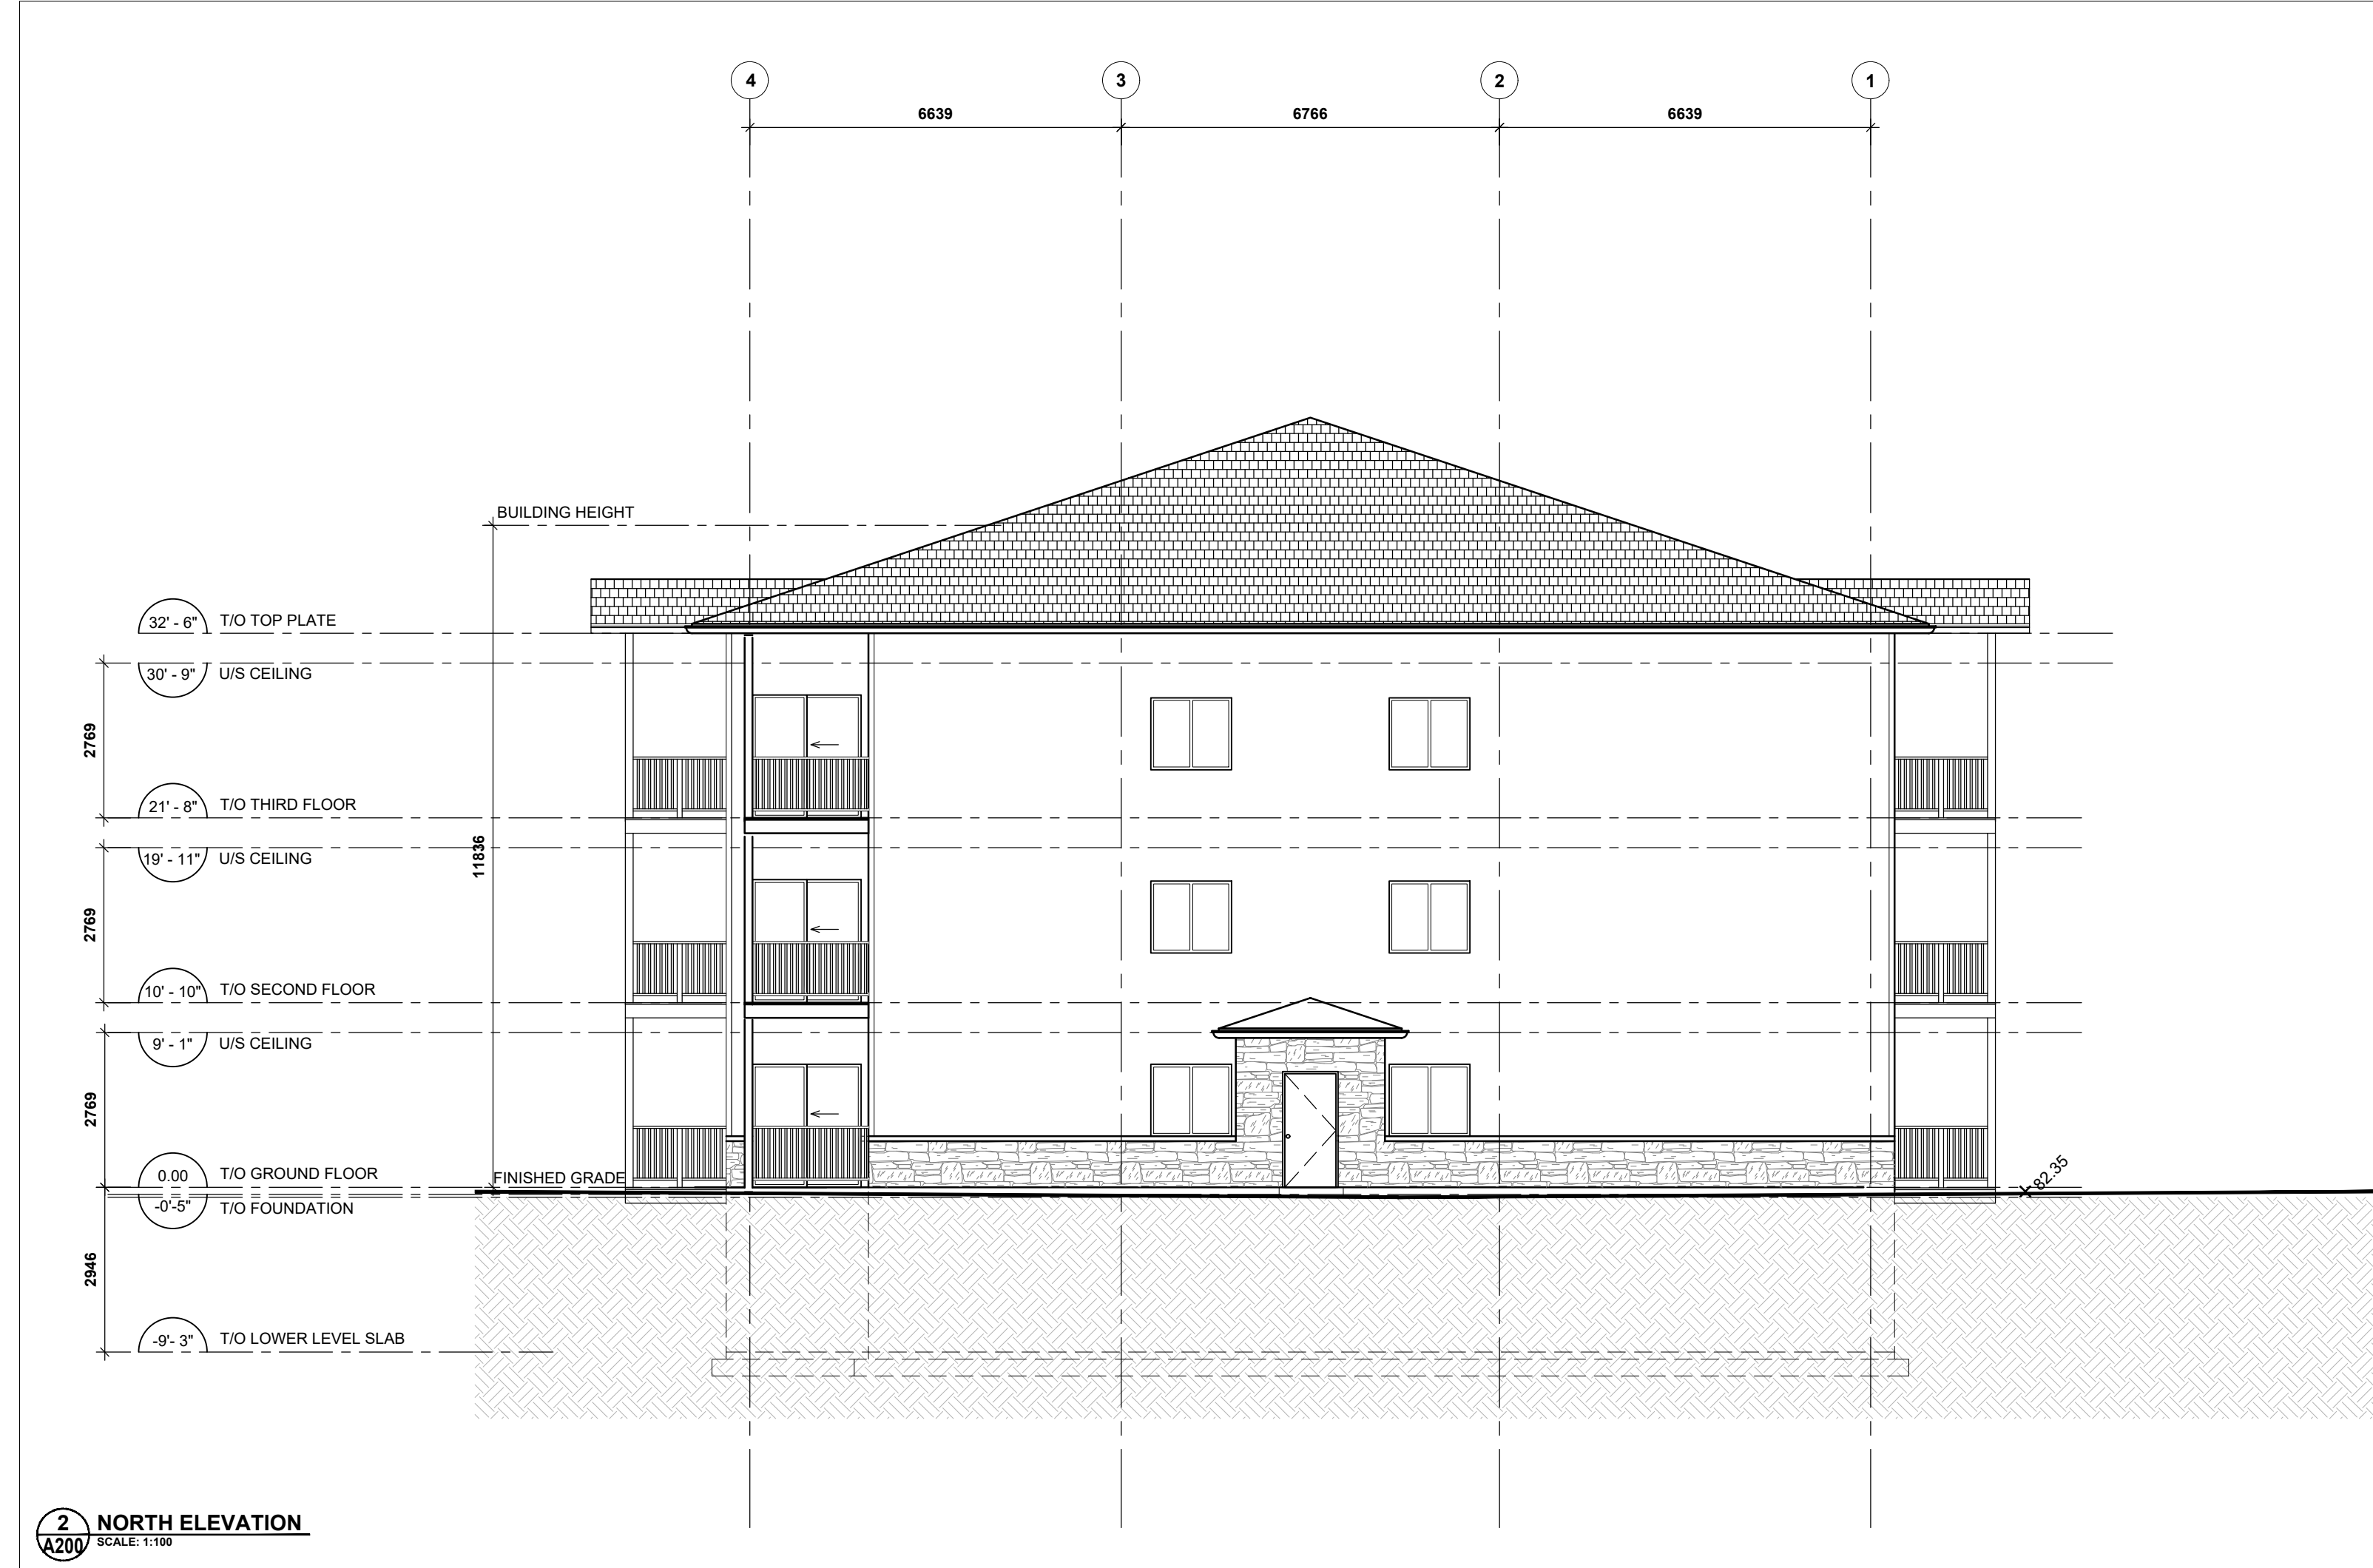 4 3 2 1
6639 6766 6639
BUILDING HEIGHT
32' - 6" T/O TOP PLATE
30' - 9" U/S CEILING
2769
21' - 8" T/O THIRD FLOOR
19' - 11" U/S CEILING
11836
2769
10' - 10" T/O SECOND FLOOR
9' - 1" U/S CEILING
2769
0.00 T/O GROUND FLOOR
FINISHED GRADE
82.35
-0'-5" T/O FOUNDATION
2946
-9'- 3" T/O LOWER LEVEL SLAB
2 NORTH ELEVATION
A200 SCALE: 1:100